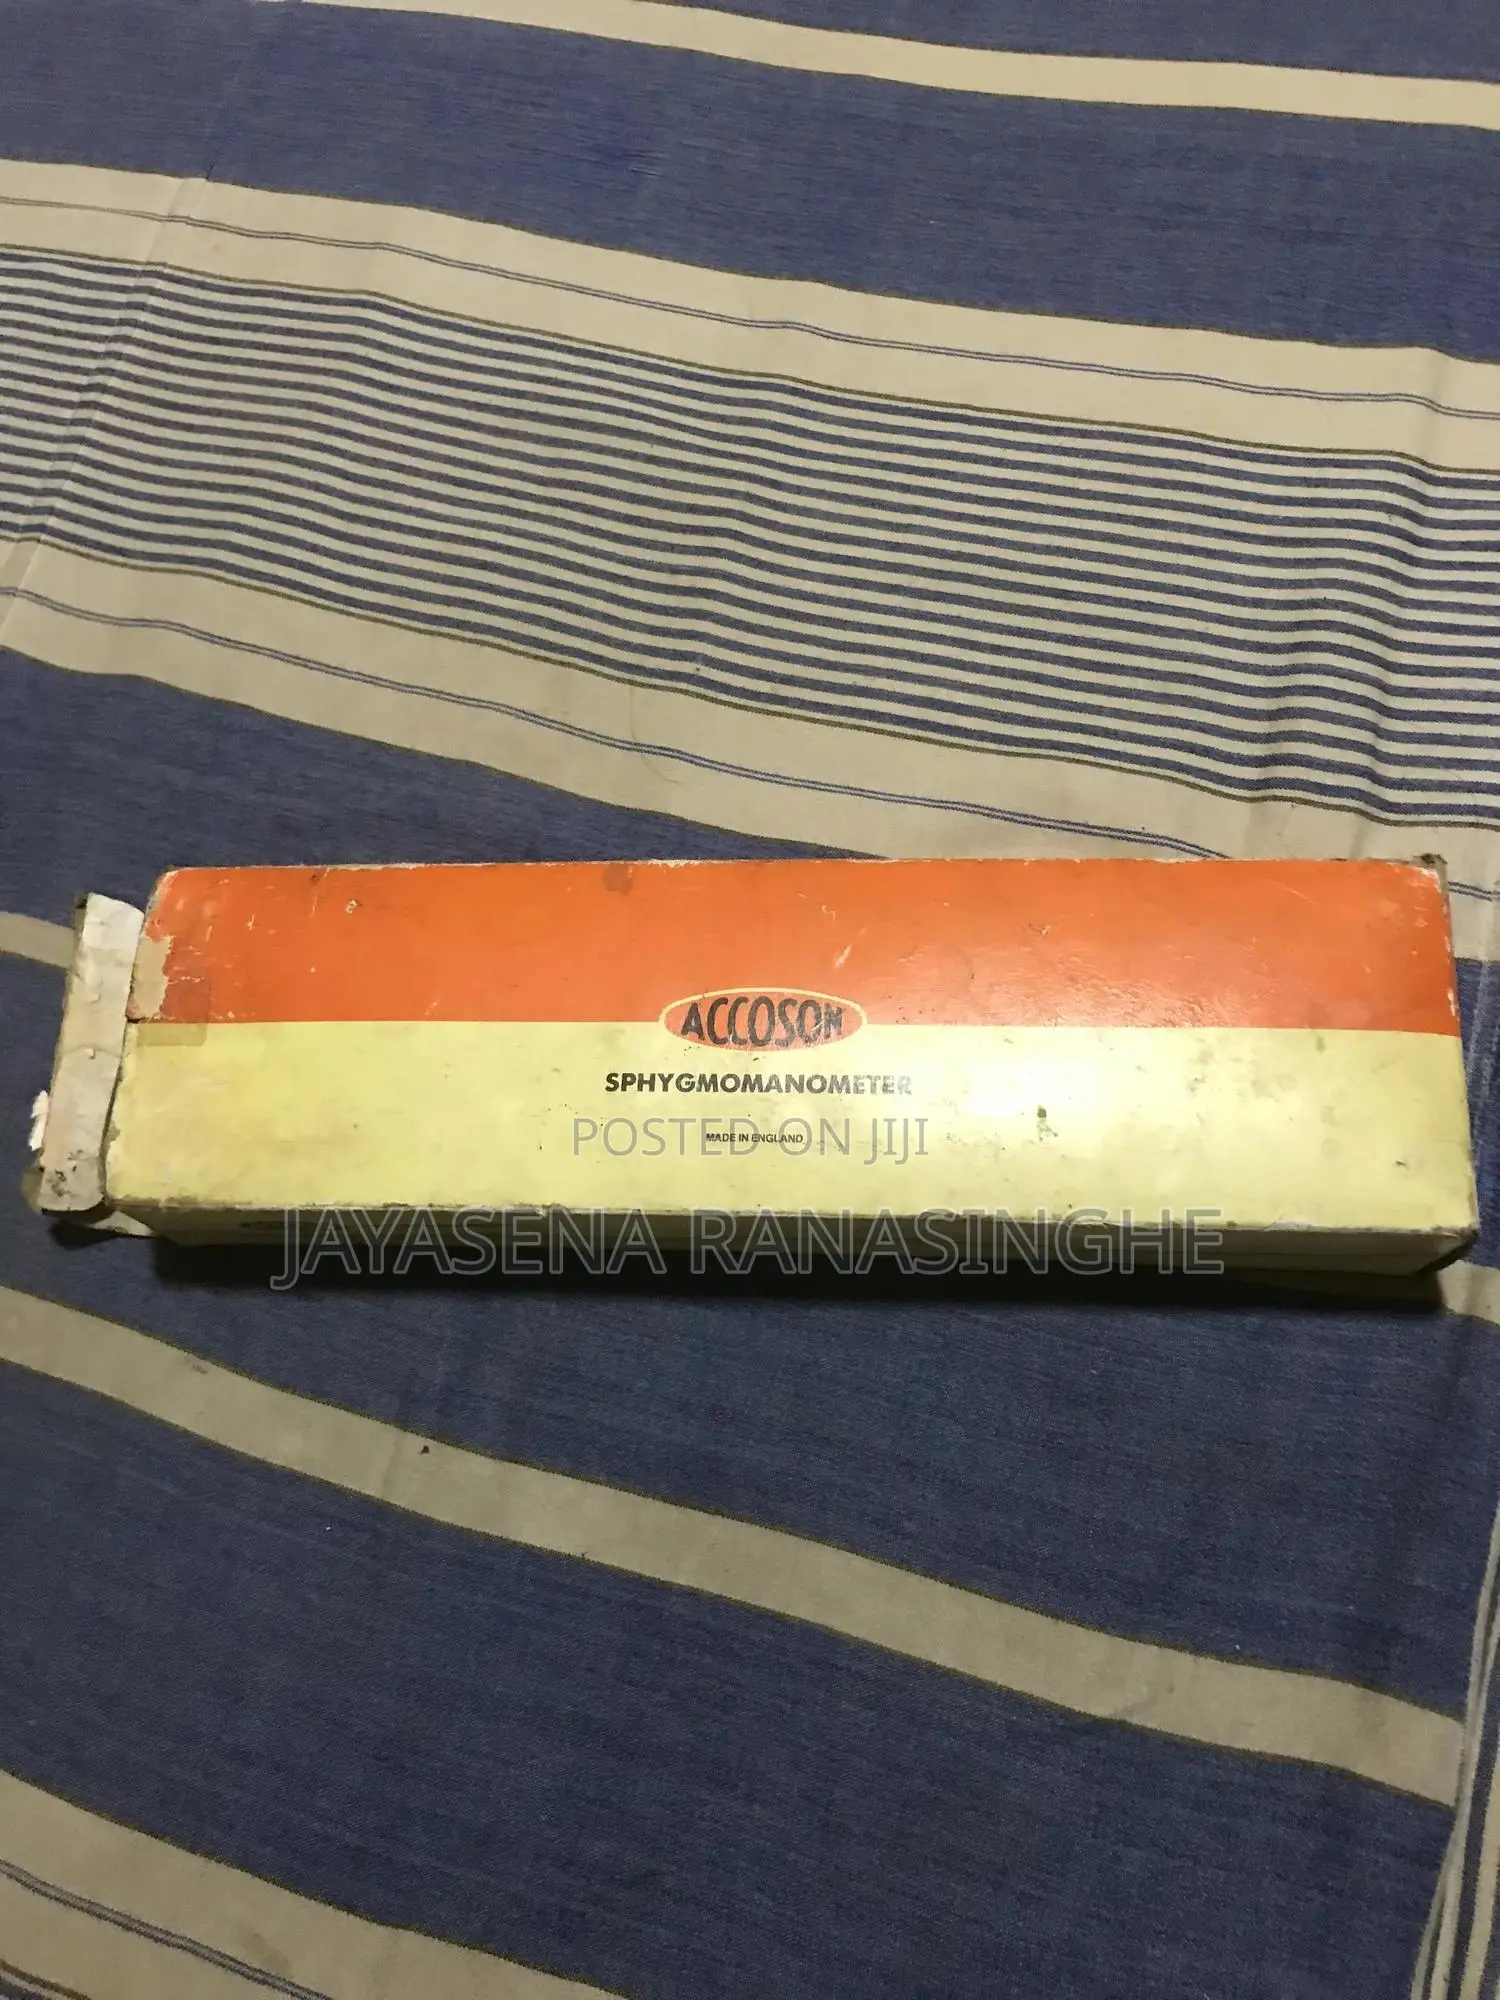 ACCOSON
SPHYGMOMANOMETER
MADE IN ENGLAND
POSTED ON JIJI
JAYASENA RANASINGHE